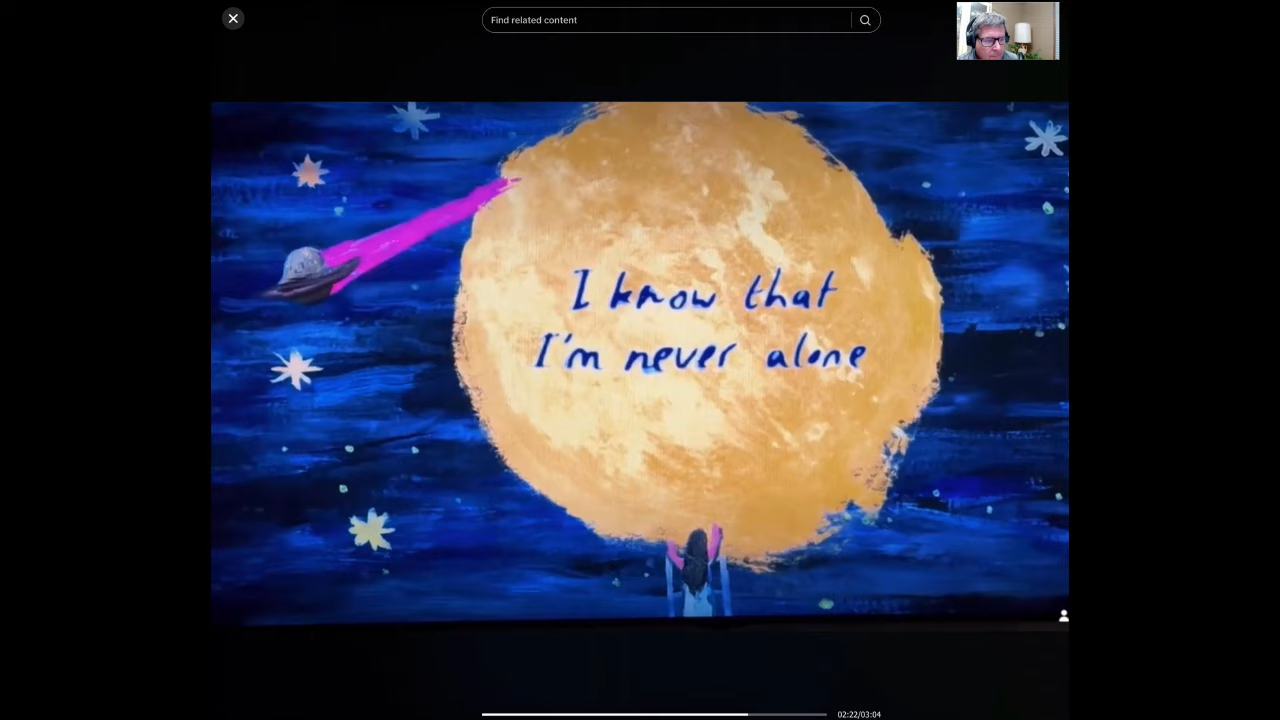 Find related content
I know that
I'm never alone
02:22/03:04